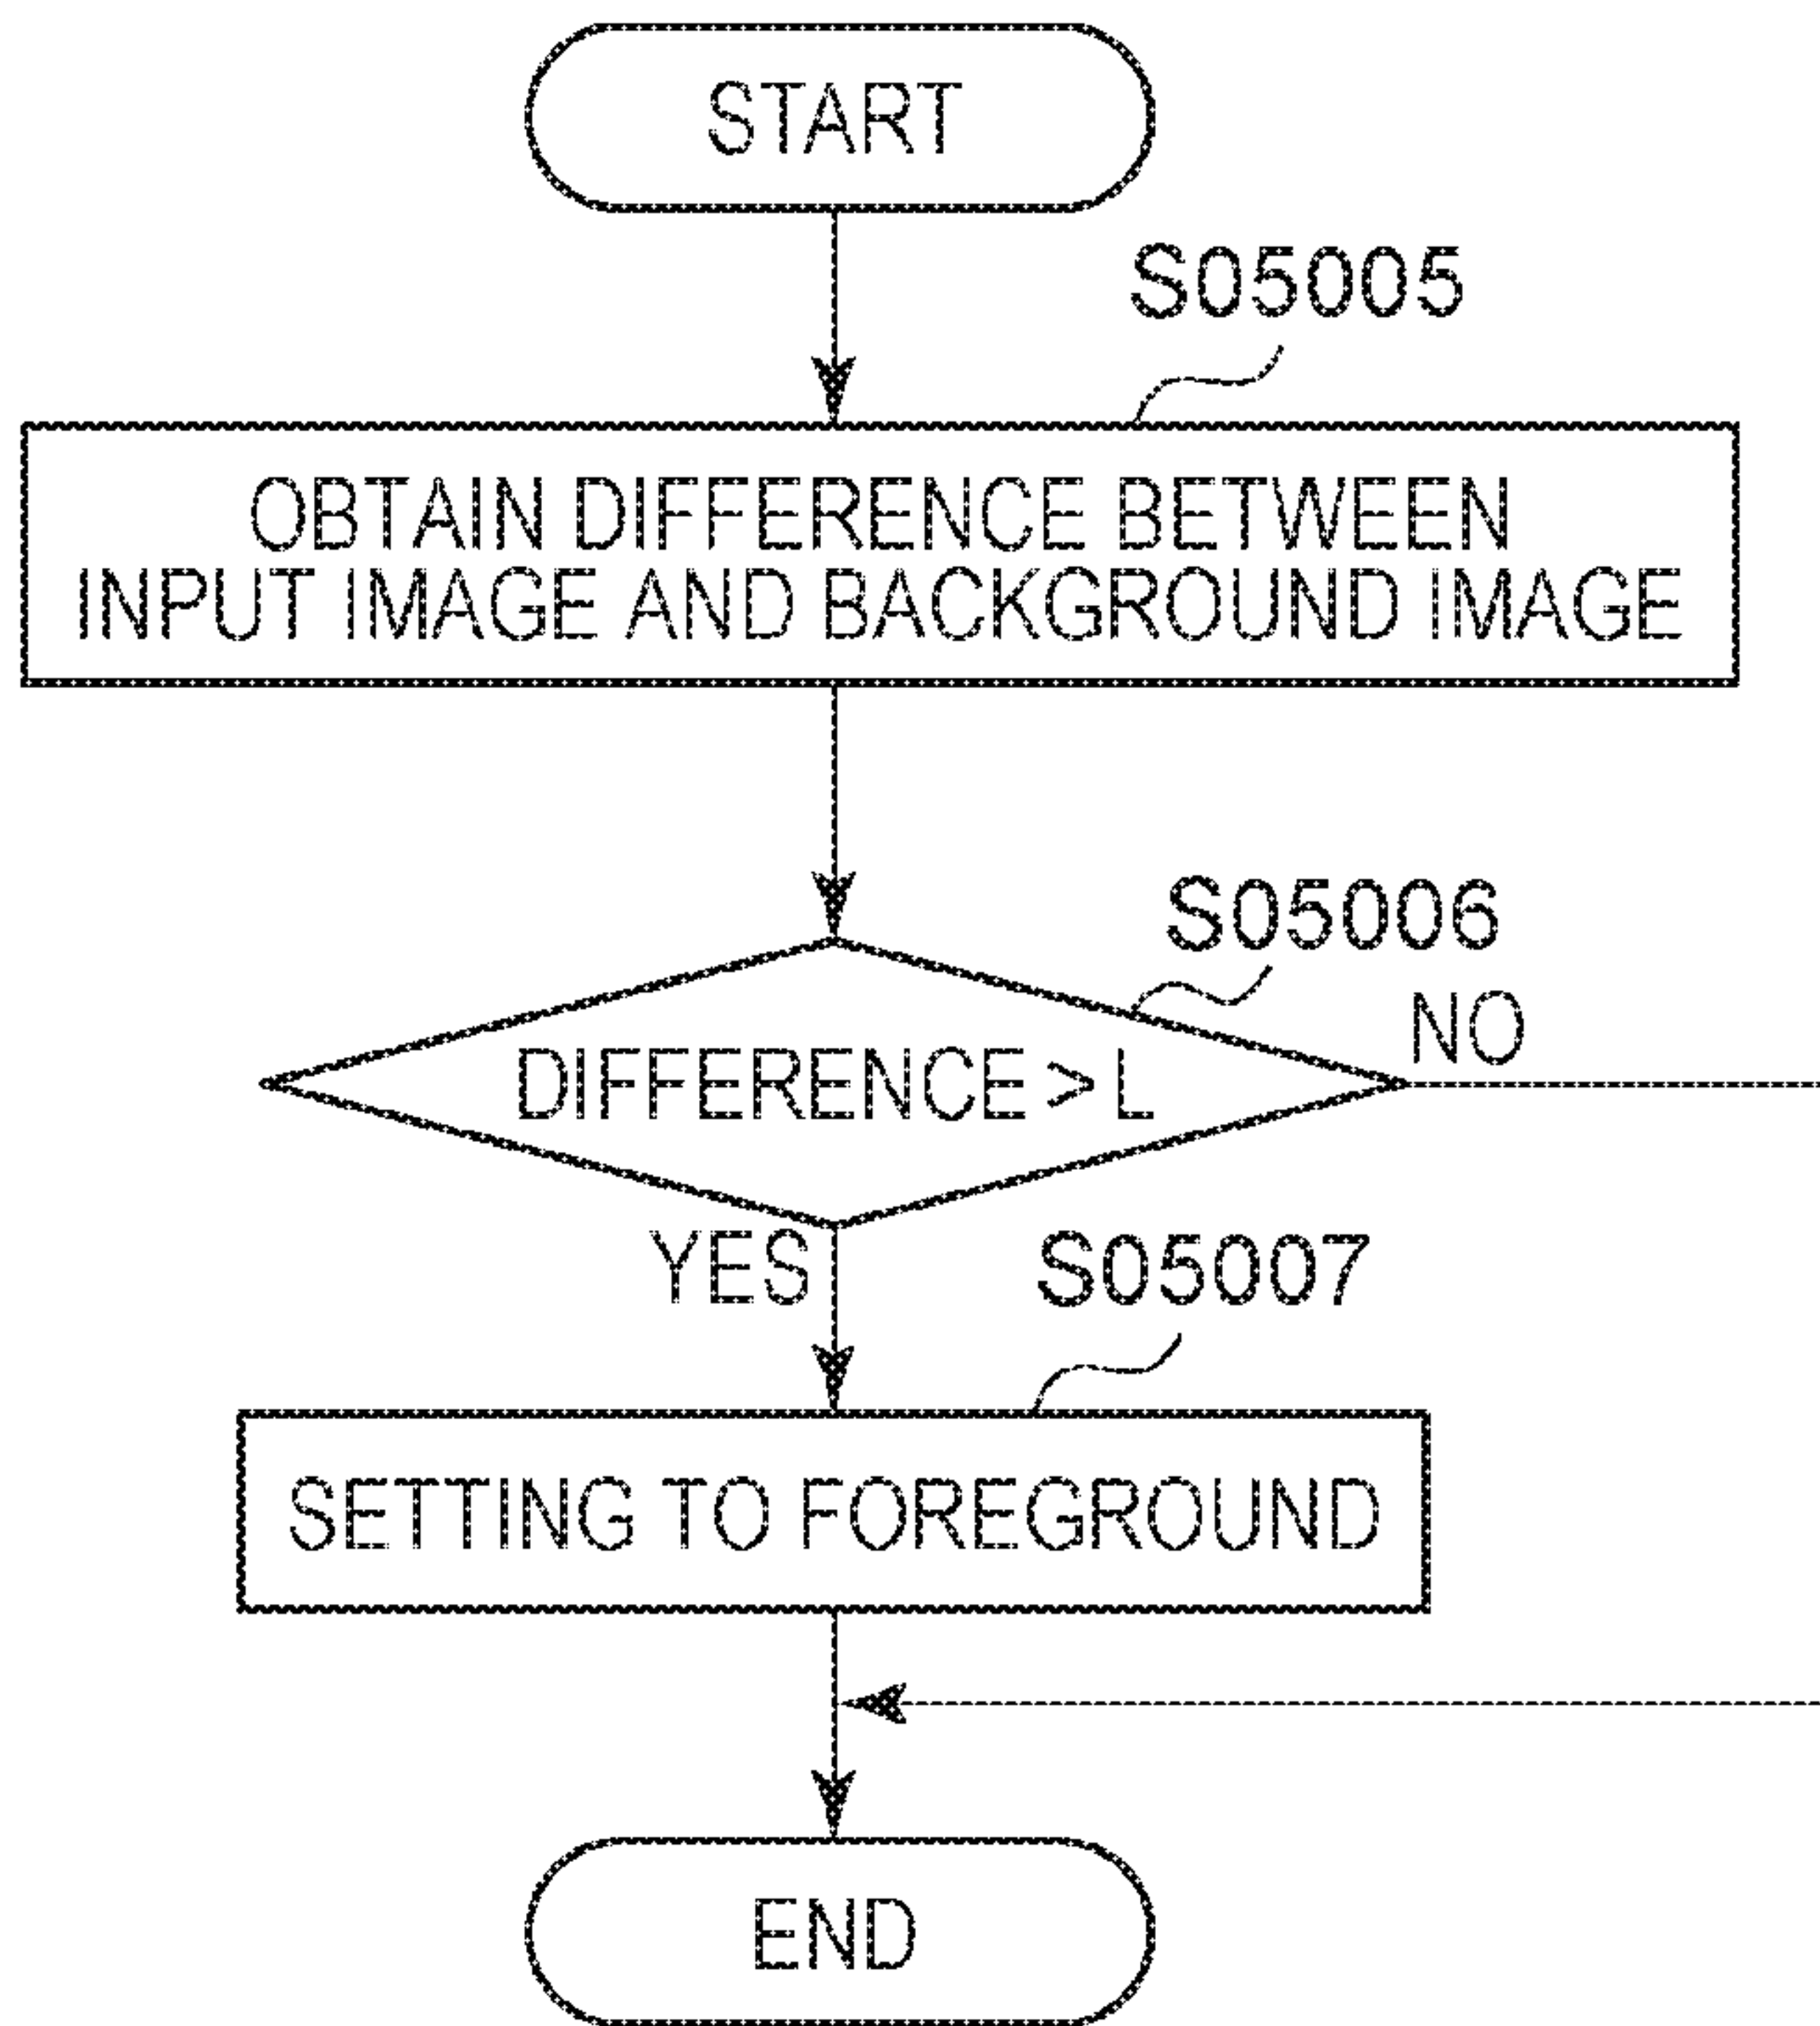 START
S05005
OBTAIN DIFFERENCE BETWEEN
INPUT IMAGE AND BACKGROUND IMAGE
S05006
NO
DIFFERENCE > L
YES
S05007
SETTING TO FOREGROUND
END